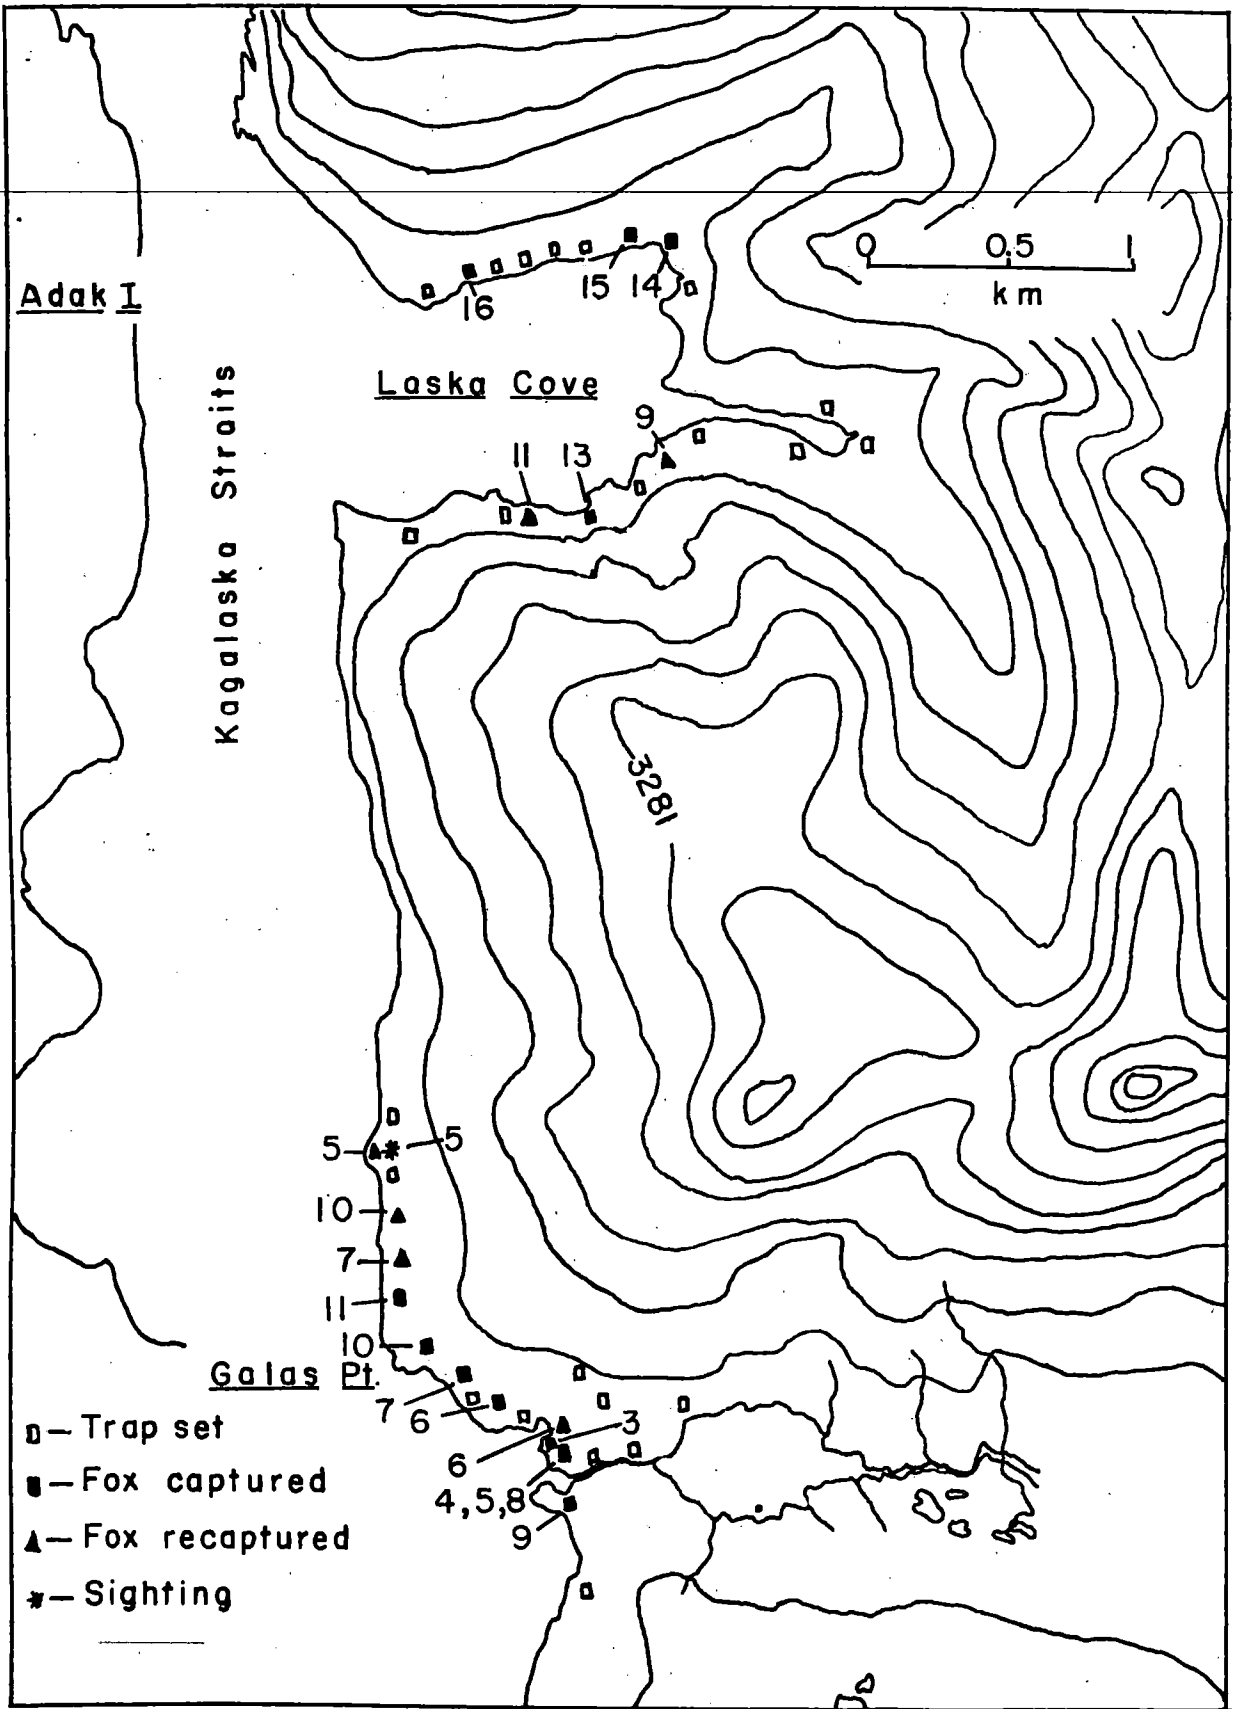 0 0.5 1
km
15 14
16
Adak I
Laska Cove
Kagalaska Straits
9
11 13
3281
5 5
10
7
11
10
Galas Pt.
7 6
3
6
4,5,8
9
▯— Trap set
■— Fox captured
▲— Fox recaptured
*— Sighting